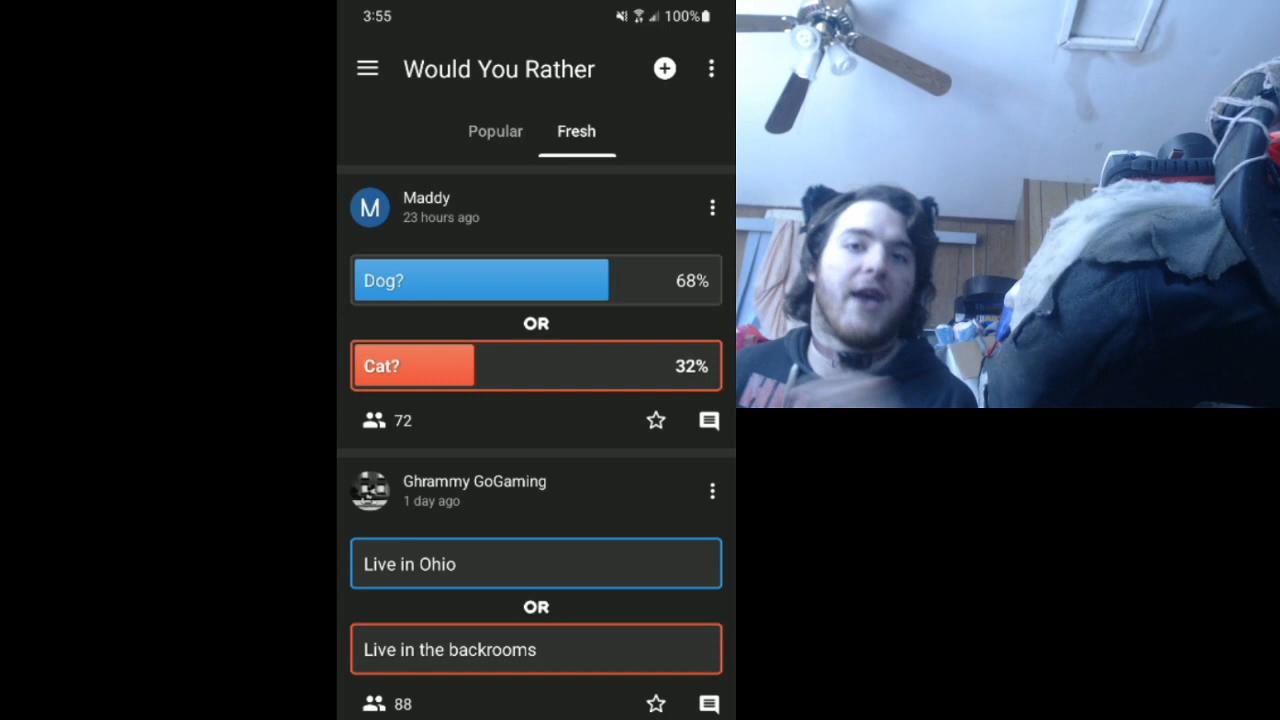 3:55
100%
Would You Rather
Popular
Fresh
M
Maddy
23 hours ago
Dog?
68%
OR
Cat?
32%
72
Ghrammy GoGaming
1 day ago
Live in Ohio
OR
Live in the backrooms
88